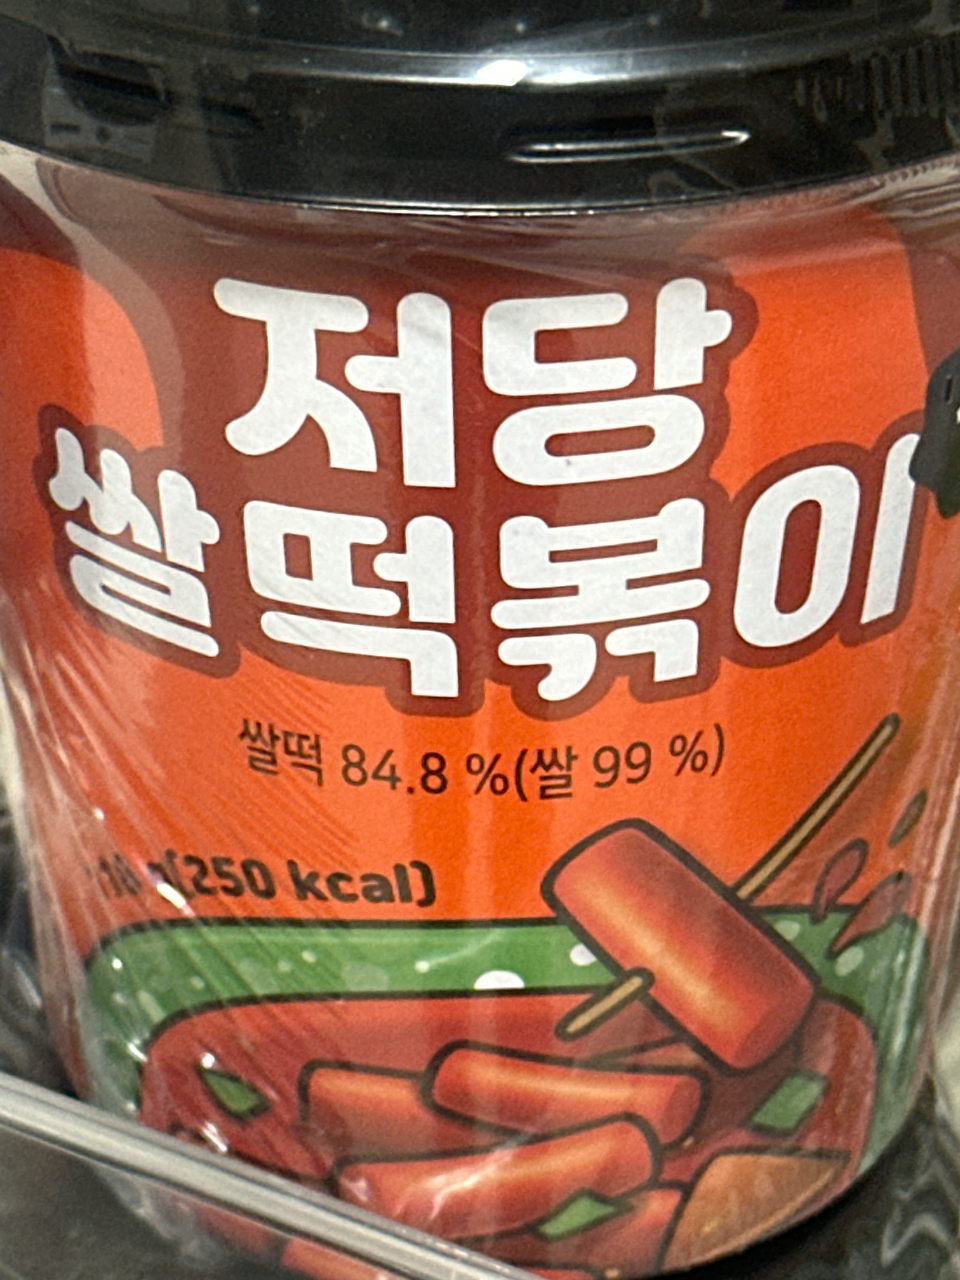 저당
쌀떡볶이
쌀떡 84.8 %(쌀 99 %)
(250 kcal)